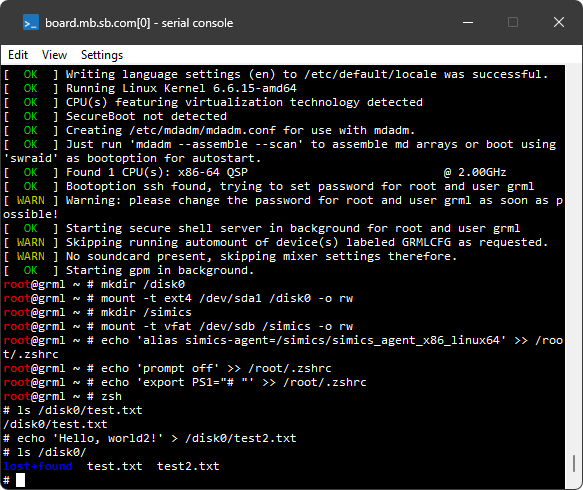 board.mb.sb.com[0] - serial console
Edit View Settings
[  OK  ] Writing language settings (en) to /etc/default/locale was successful.
[  OK  ] Running Linux Kernel 6.6.15-amd64
[  OK  ] CPU(s) featuring virtualization technology detected
[  OK  ] SecureBoot not detected
[  OK  ] Creating /etc/mdadm/mdadm.conf for use with mdadm.
[  OK  ] Just run 'mdadm --assemble --scan' to assemble md arrays or boot using
'swraid' as bootoption for autostart.
[  OK  ] Found 1 CPU(s): x86-64 QSP                            @ 2.00GHz
[  OK  ] Bootoption ssh found, trying to set password for root and user grml
[ WARN ] Warning: please change the password for root and user grml as soon as p
ossible!
[  OK  ] Starting secure shell server in background for root and user grml
[ WARN ] Skipping running automount of device(s) labeled GRMLCFG as requested.
[ WARN ] No soundcard present, skipping mixer settings therefore.
[  OK  ] Starting gpm in background.
root@grml ~ # mkdir /disk0
root@grml ~ # mount -t ext4 /dev/sda1 /disk0 -o rw
root@grml ~ # mkdir /simics
root@grml ~ # mount -t vfat /dev/sdb /simics -o rw
root@grml ~ # echo 'alias simics-agent=/simics/simics_agent_x86_linux64' >> /roo
t/.zshrc
root@grml ~ # echo 'prompt off' >> /root/.zshrc
root@grml ~ # echo 'export PS1="# "' >> /root/.zshrc
root@grml ~ # zsh
# ls /disk0/test.txt
/disk0/test.txt
# echo 'Hello, world2!' > /disk0/test2.txt
# ls /disk0/
lost+found  test.txt  test2.txt
#